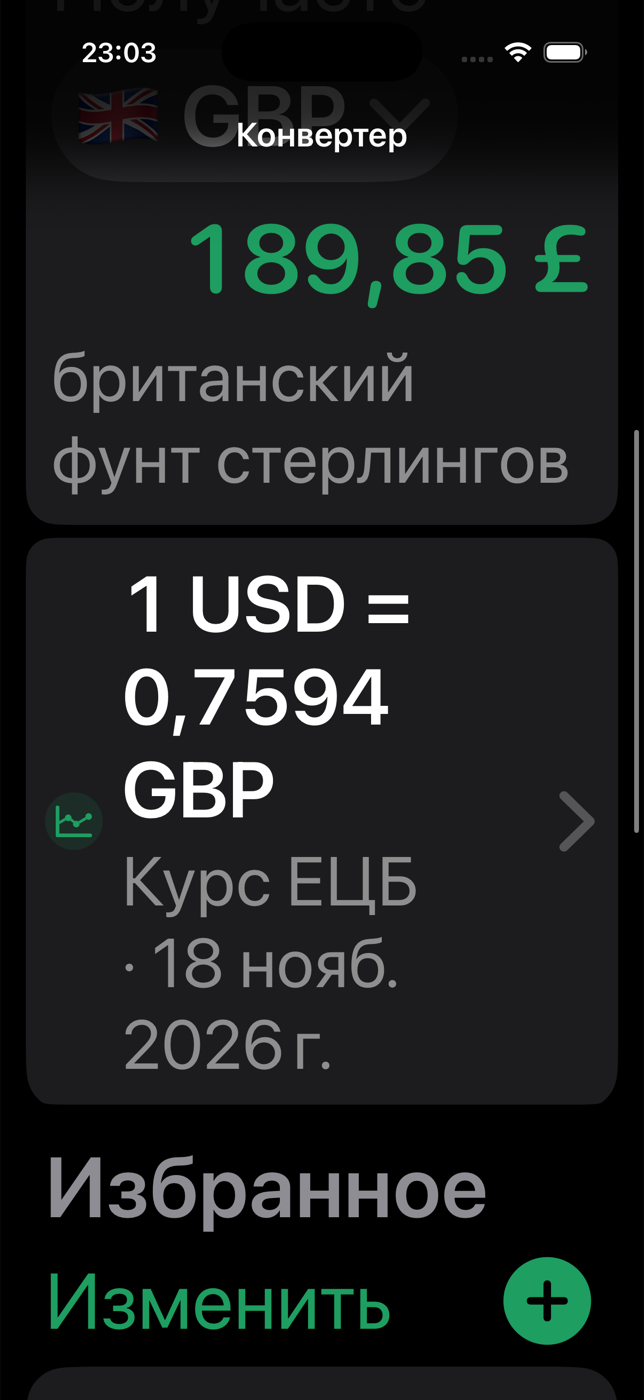 23:03
GBP
Конвертер
189,85 £
британский
фунт стерлингов
1 USD =
0,7594
GBP
Курс ЕЦБ
· 18 нояб.
2026 г.
Избранное
Изменить